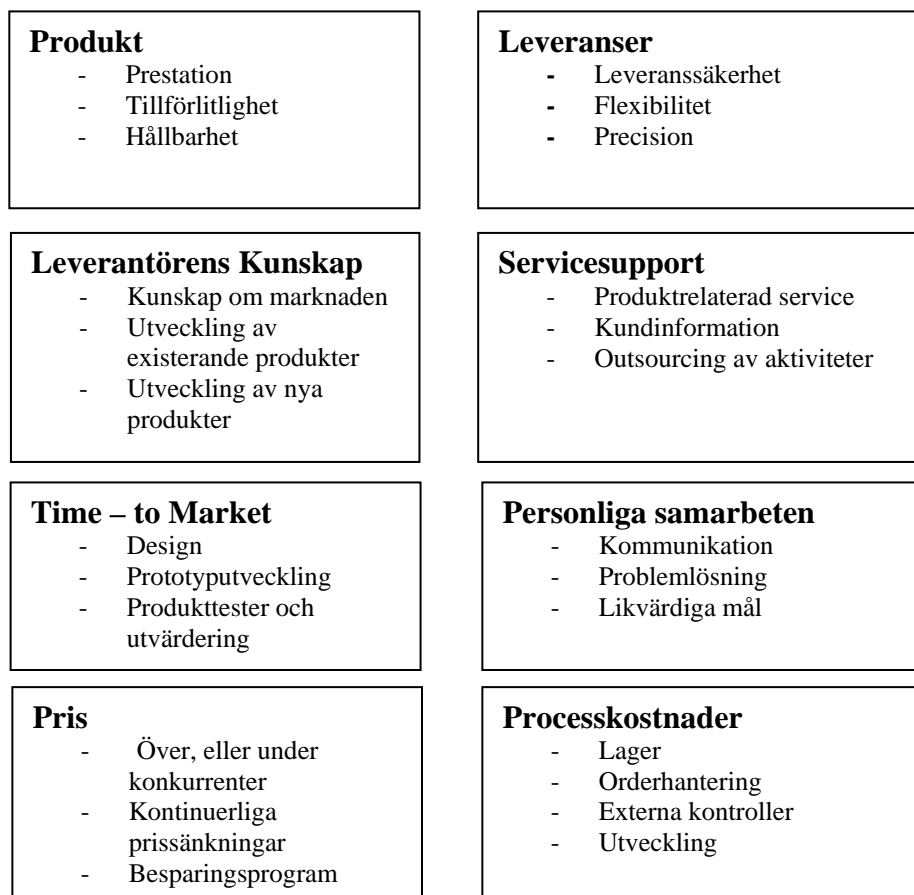 Produkt
- Prestation
- Tillförlitlighet
- Hållbarhet
Leveranser
- Leveranssäkerhet
- Flexibilitet
- Precision
Leverantörens Kunskap
- Kunskap om marknaden
- Utveckling av
existerande produkter
- Utveckling av nya
produkter
Servicesupport
- Produktrelaterad service
- Kundinformation
- Outsourcing av aktiviteter
Time – to Market
- Design
- Prototyputveckling
- Produkttester och
utvärdering
Personliga samarbeten
- Kommunikation
- Problemlösning
- Likvärdiga mål
Pris
- Över, eller under
konkurrenter
- Kontinuerliga
prissänkningar
- Besparingsprogram
Processkostnader
- Lager
- Orderhantering
- Externa kontroller
- Utveckling